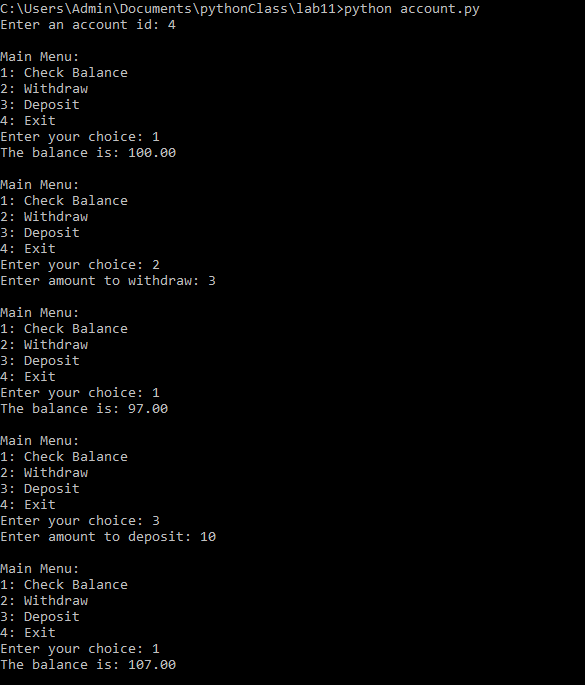 C:\Users\Admin\Documents\pythonClass\lab11>python account.py
Enter an account id: 4
Main Menu:
1: Check Balance
2: Withdraw
3: Deposit
4: Exit
Enter your choice: 1
The balance is: 100.00
Main Menu:
1: Check Balance
2: Withdraw
3: Deposit
4: Exit
Enter your choice: 2
Enter amount to withdraw: 3
Main Menu:
1: Check Balance
2: Withdraw
3: Deposit
4: Exit
Enter your choice: 1
The balance is: 97.00
Main Menu:
1: Check Balance
2: Withdraw
3: Deposit
4: Exit
Enter your choice: 3
Enter amount to deposit: 10
Main Menu:
1: Check Balance
2: Withdraw
3: Deposit
4: Exit
Enter your choice: 1
The balance is: 107.00